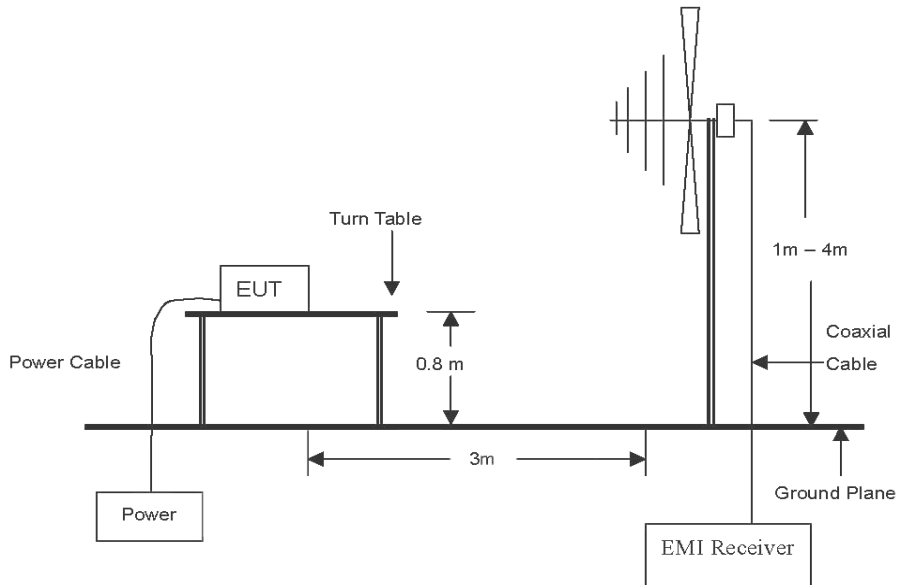 Turn Table
1m – 4m
EUT
Coaxial
Cable
Power Cable
0.8 m
3m
Ground Plane
Power
EMI Receiver